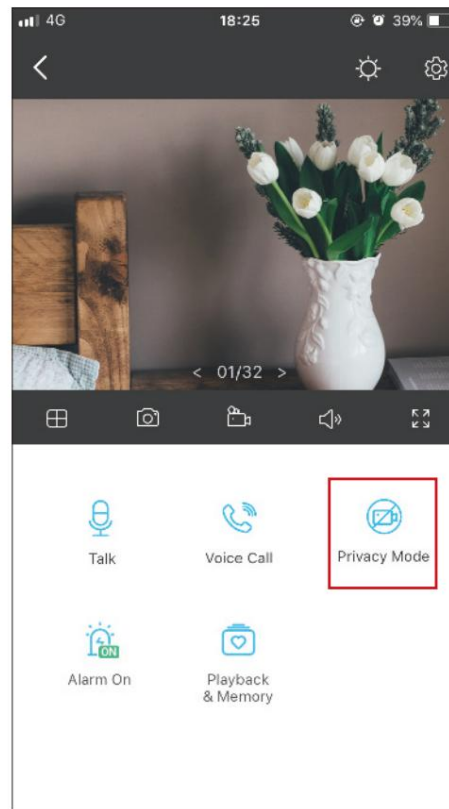 4G
18:25
39%
< 01/32 >
Talk
Voice Call
Privacy Mode
ON
Alarm On
Playback
& Memory